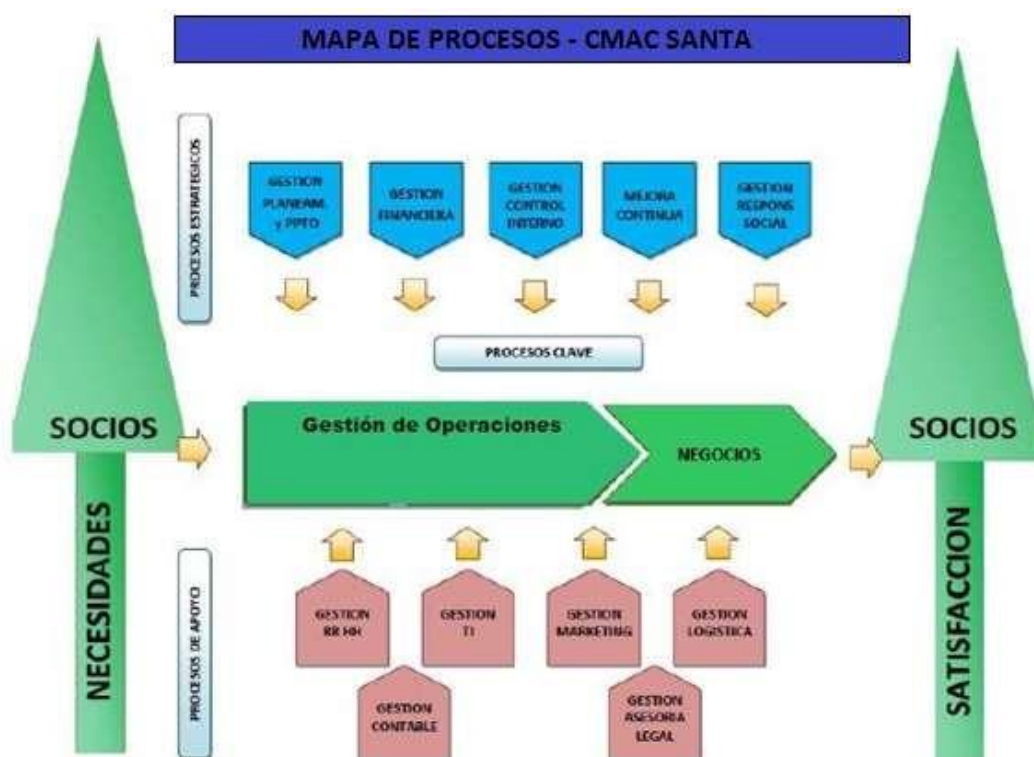 MAPA DE PROCESOS - CMAC SANTA
PROCESOS ESTRATEGICOS
GESTION
PLANEAM.
y PPTO
GESTION
FINANCIERA
GESTION
CONTROL
INTERNO
MEJORA
CONTINUA
GESTION
RESPONS
SOCIAL
PROCESOS CLAVE
SOCIOS
NECESIDADES
Gestión de Operaciones
NEGOCIOS
SOCIOS
SATISFACCION
PROCESOS DE APOYO
GESTION
RR HH
GESTION
TI
GESTION
MARKETING
GESTION
LOGISTICA
GESTION
CONTABLE
GESTION
ASESORIA
LEGAL